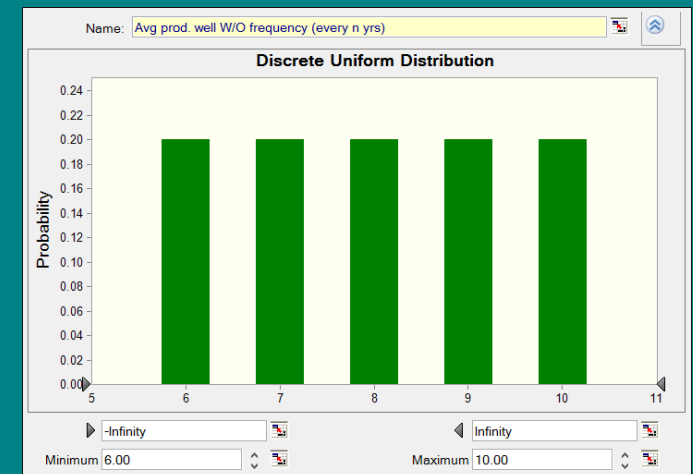 Name: Avg prod. well W/O frequency (every n yrs)
Discrete Uniform Distribution
Probability
0.24
0.22
0.20
0.18
0.16
0.14
0.12
0.10
0.08
0.06
0.04
0.02
0.00
5 6 7 8 9 10 11
-Infinity Infinity
Minimum 6.00 Maximum 10.00